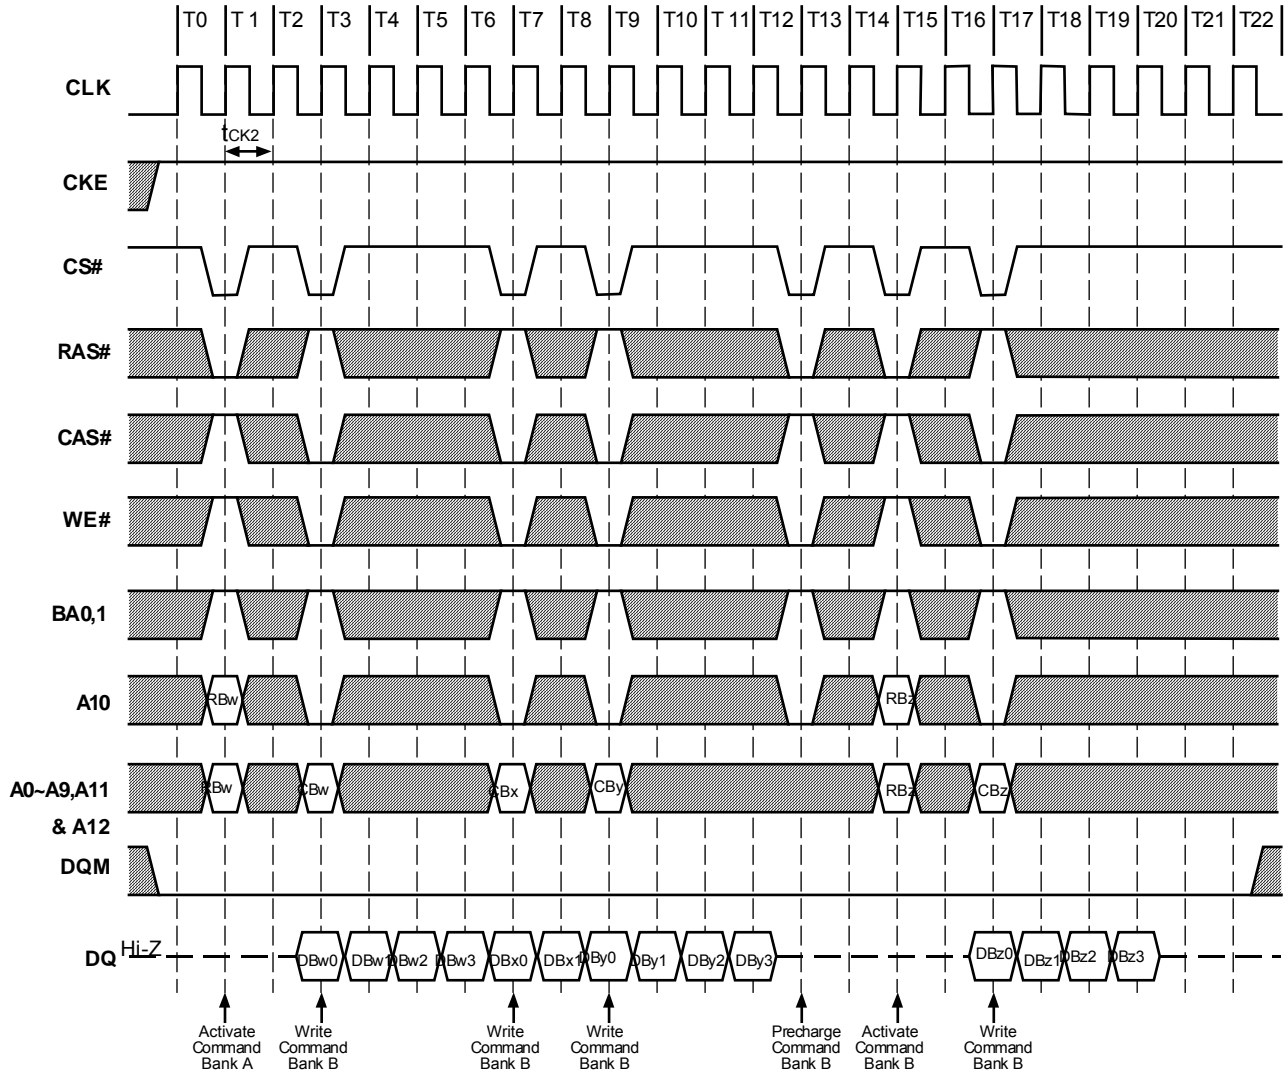 T0 T 1 T2 T3 T4 T5 T6 T7 T8 T9 T10 T 11 T12 T13 T14 T15 T16 T17 T18 T19 T20 T21 T22
CLK
tCK2
CKE
CS#
RAS#
CAS#
WE#
BA0,1
A10
RBw RBz
A0~A9,A11
& A12
RBw CBw CBx CBy RBz CBz
DQM
DQ Hi-Z
DBw0 DBw1 DBw2 DBw3 DBx0 DBx1 DBy0 DBy1 DBy2 DBy3 DBz0 DBz1 DBz2 DBz3
Activate
Command
Bank A
Write
Command
Bank B
Write
Command
Bank B
Write
Command
Bank B
Precharge
Command
Bank B
Activate
Command
Bank B
Write
Command
Bank B